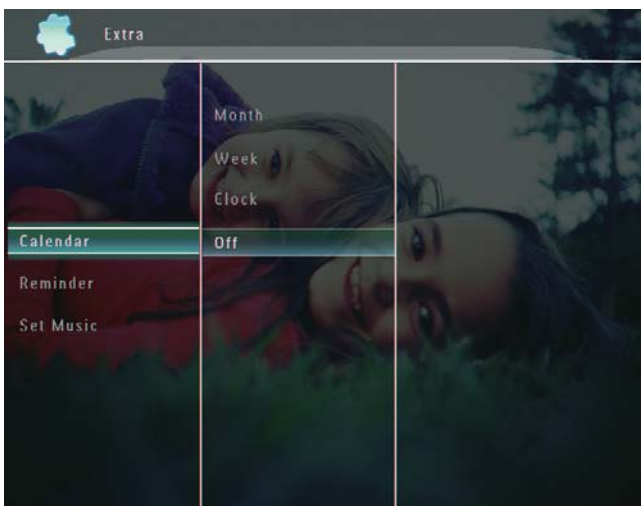 Extra
Month
Week
Clock
Calendar
Off
Reminder
Set Music